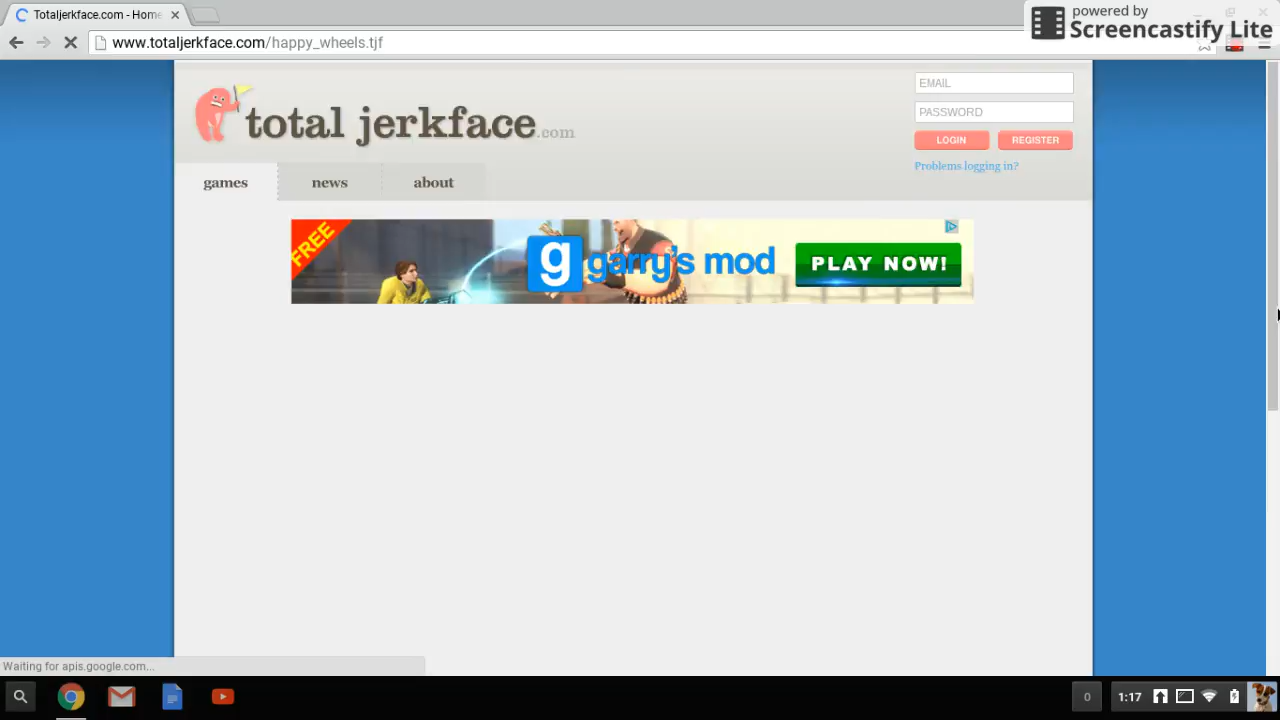 Totaljerkface.com - Home
powered by
Screencastify Lite
www.totaljerkface.com/happy_wheels.tjf
total jerkface.com
EMAIL
PASSWORD
LOGIN
REGISTER
Problems logging in?
games
news
about
FREE
g garry's mod
PLAY NOW!
Waiting for apis.google.com...
0
1:17